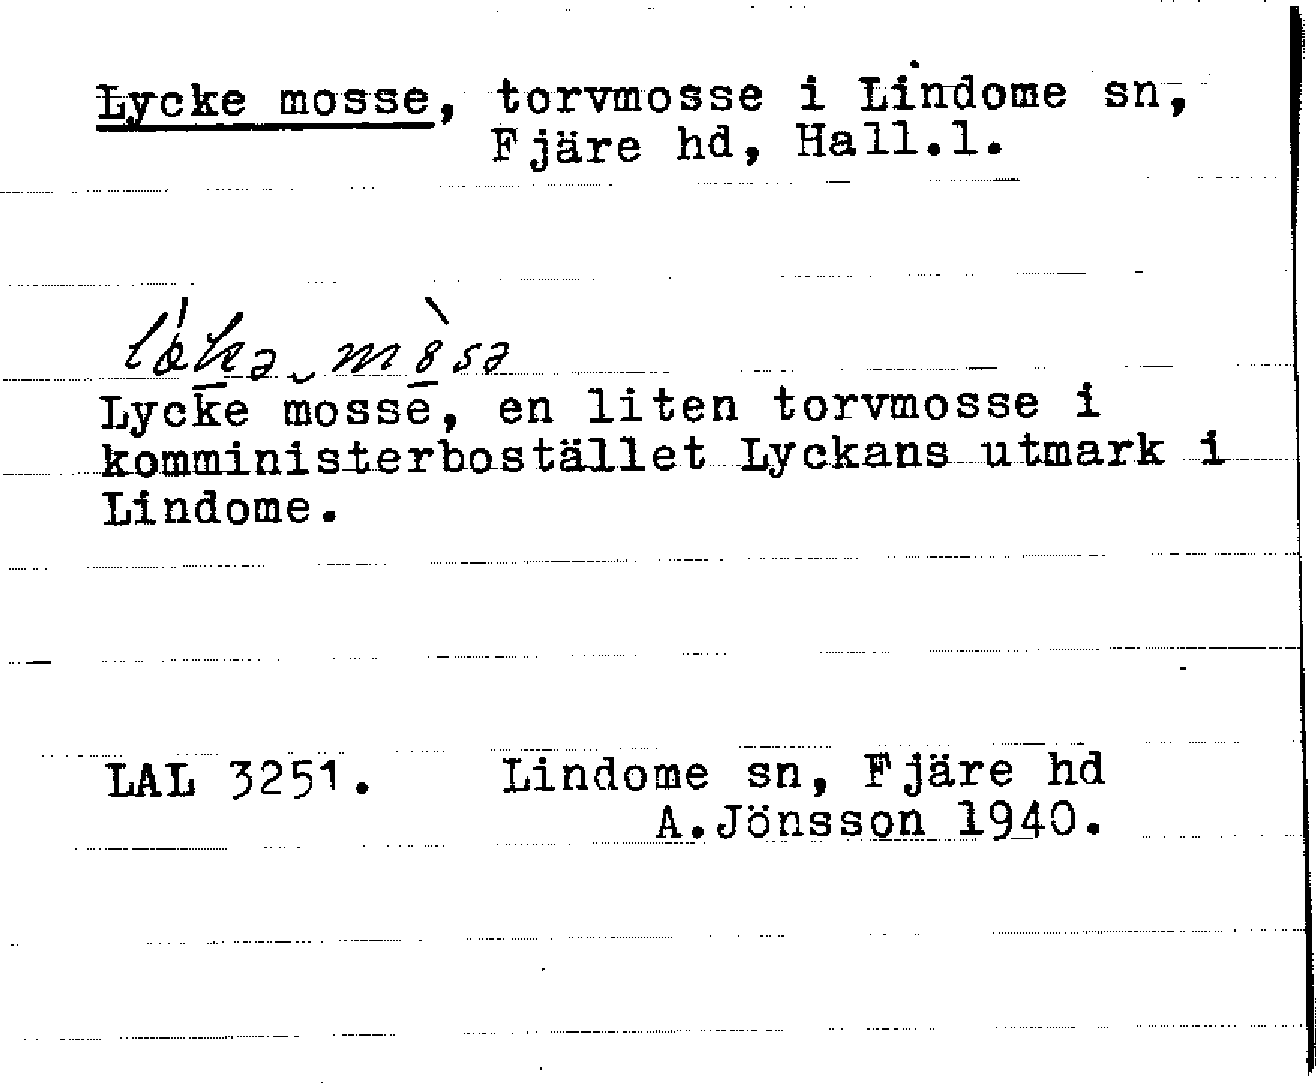 Lycke mosse, torvmosse i Lindome sn,
Fjäre hd, Hall.l.
Lycke mosse, en liten torvmosse i
komministerbostället Lyckans utmark i
Lindome.
LAL 3251. Lindome sn, Fjäre hd
A.Jönsson 1940.